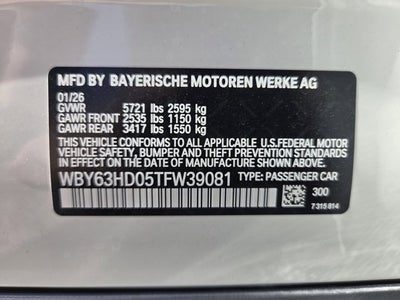 MFD BY BAYERISCHE MOTOREN WERKE AG
01/26
GVWR 5721 lbs 2595 kg
GAWR FRONT 2535 lbs 1150 kg
GAWR REAR 3417 lbs 1550 kg
THIS VEHICLE CONFORMS TO ALL APPLICABLE
U.S.FEDERAL MOTOR
VEHICLE SAFETY, BUMPER AND THEFT
PREVENTION STANDARDS IN EFFECT ON THE DATE
OF MANUFACTURE SHOWN ABOVE.
WBY63HD05TFW39081 TYPE: PASSENGER CAR
300
7 315 814